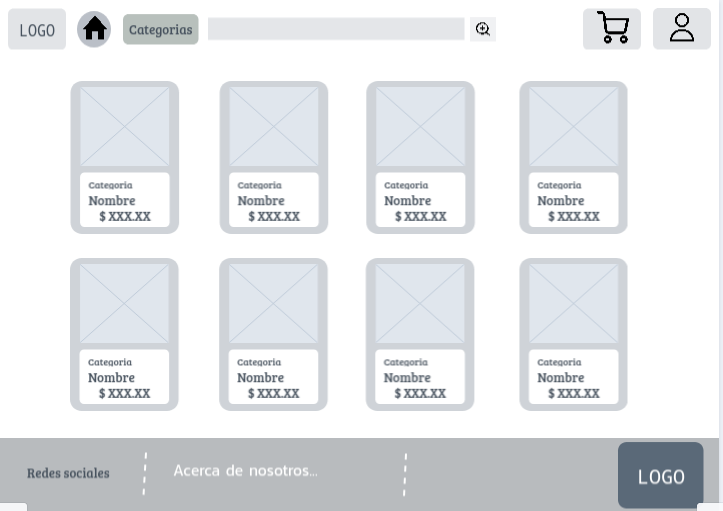 LOGO
Categorias
Categoria
Nombre
$ XXX.XX
Categoria
Nombre
$ XXX.XX
Categoria
Nombre
$ XXX.XX
Categoria
Nombre
$ XXX.XX
Categoria
Nombre
$ XXX.XX
Categoria
Nombre
$ XXX.XX
Categoria
Nombre
$ XXX.XX
Categoria
Nombre
$ XXX.XX
Redes sociales
Acerca de nosotros...
LOGO